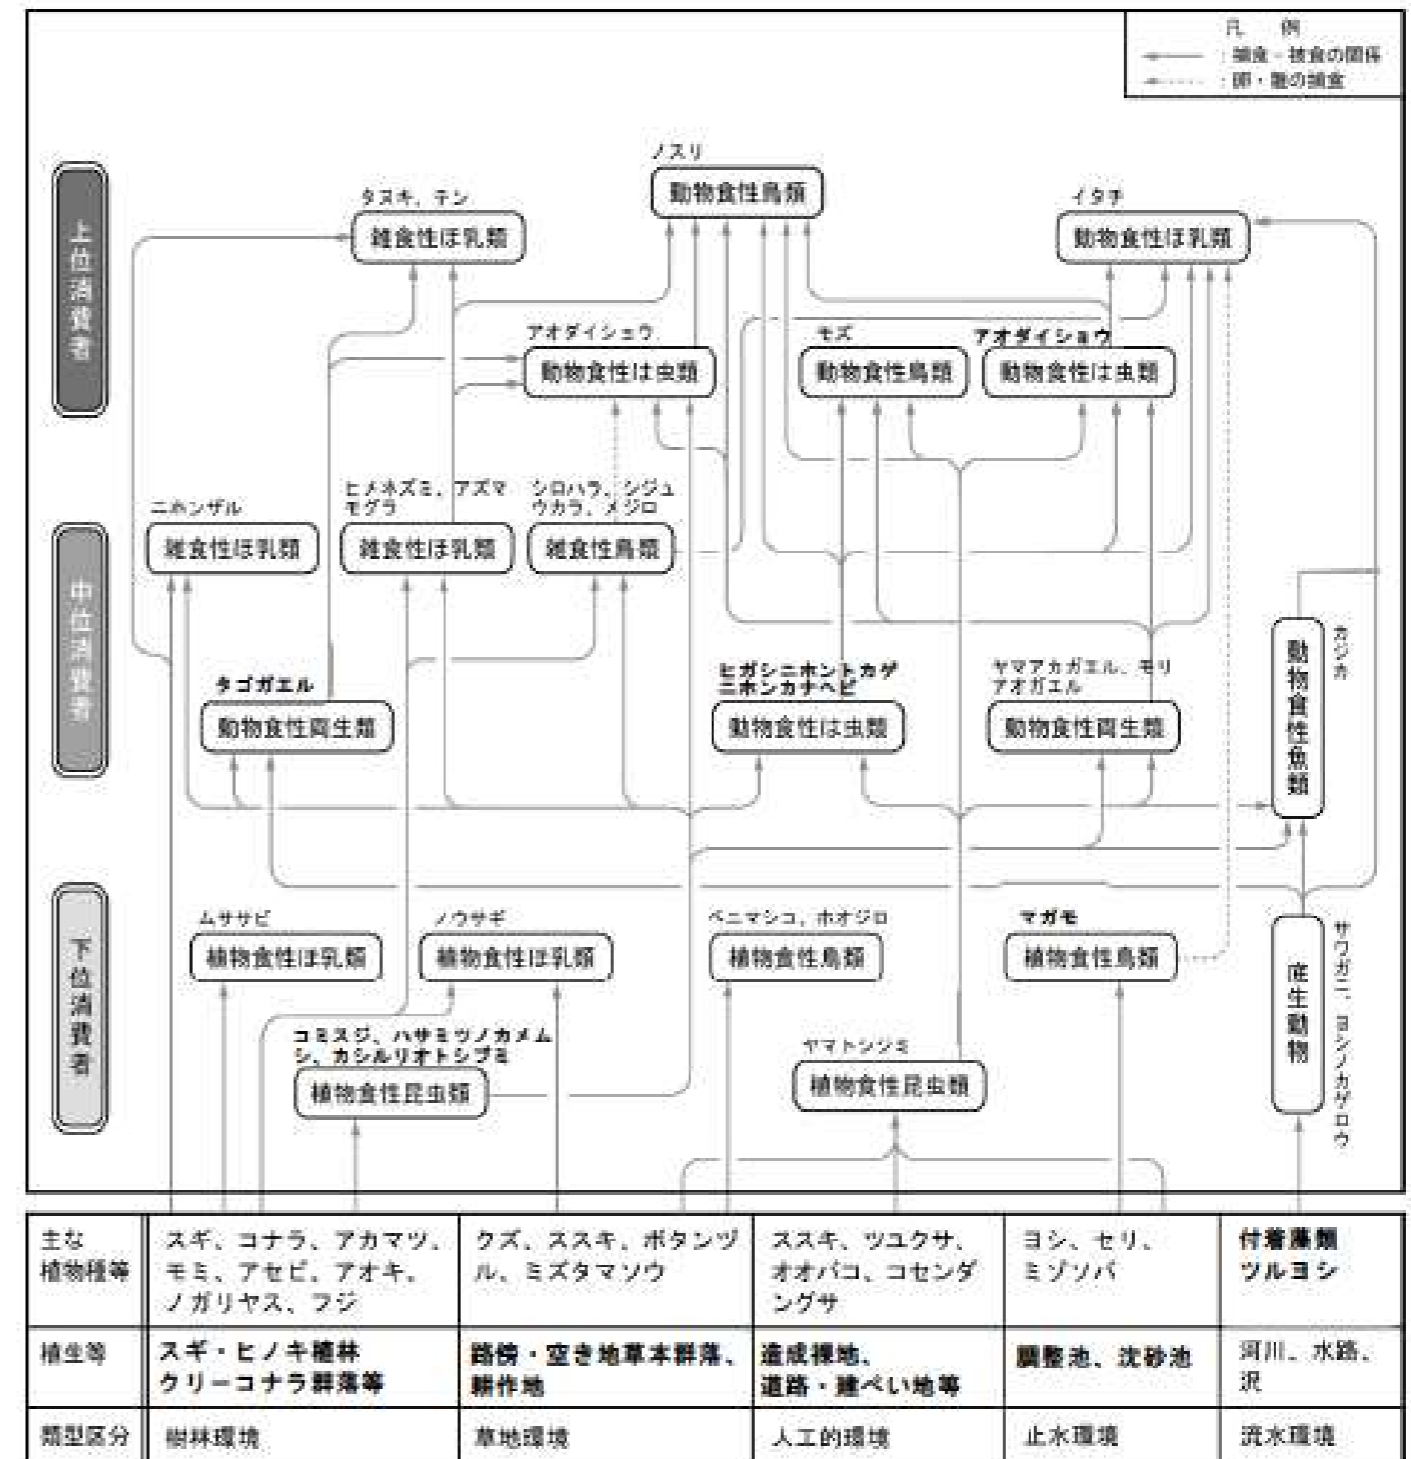 凡 例
：捕食－被食の関係
：卵・雛の捕食
ノスリ
動物食性鳥類
タヌキ、テン
雑食性ほ乳類
イタチ
動物食性ほ乳類
上位消費者
アオダイショウ
動物食性は虫類
モズ
動物食性鳥類
アオダイショウ
動物食性は虫類
中位消費者
ニホンザル
雑食性ほ乳類
ヒメネズミ、アズマ
モグラ
雑食性ほ乳類
シロハラ、シジュ
ウカラ、メジロ
雑食性鳥類
タゴガエル
動物食性両生類
ヒガシニホントカゲ
ニホンカナヘビ
動物食性は虫類
ヤマアカガエル、モリ
アオガエル
動物食性両生類
カジカ
動物食性魚類
下位消費者
ムササビ
植物食性ほ乳類
ノウサギ
植物食性ほ乳類
ベニマシコ、ホオジロ
植物食性鳥類
マガモ
植物食性鳥類
サワガニ、ヨシノカゲロウ
底生動物
コミスジ、ハサミツノカメム
シ、カシルリオトシブミ
植物食性昆虫類
ヤマトシジミ
植物食性昆虫類
主な
植物種等
スギ、コナラ、アカマツ、
モミ、アセビ、アオキ、
ノガリヤス、フジ
クズ、ススキ、ボタンヅ
ル、ミズタマソウ
ススキ、ツユクサ、
オオバコ、コセンダ
ングサ
ヨシ、セリ、
ミゾソバ
付着藻類
ツルヨシ
植生等
スギ・ヒノキ植林
クリーコナラ群落等
路傍・空き地草本群落、
耕作地
造成裸地、
道路・建ぺい地等
調整池、沈砂池
河川、水路、
沢
類型区分
樹林環境
草地環境
人工的環境
止水環境
流水環境